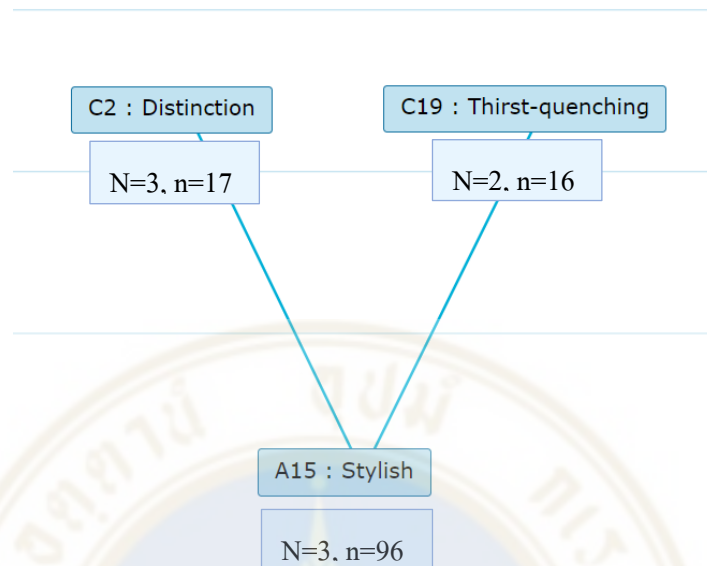 C2 : Distinction
C19 : Thirst-quenching
N=3, n=17
N=2, n=16
A15 : Stylish
N=3, n=96